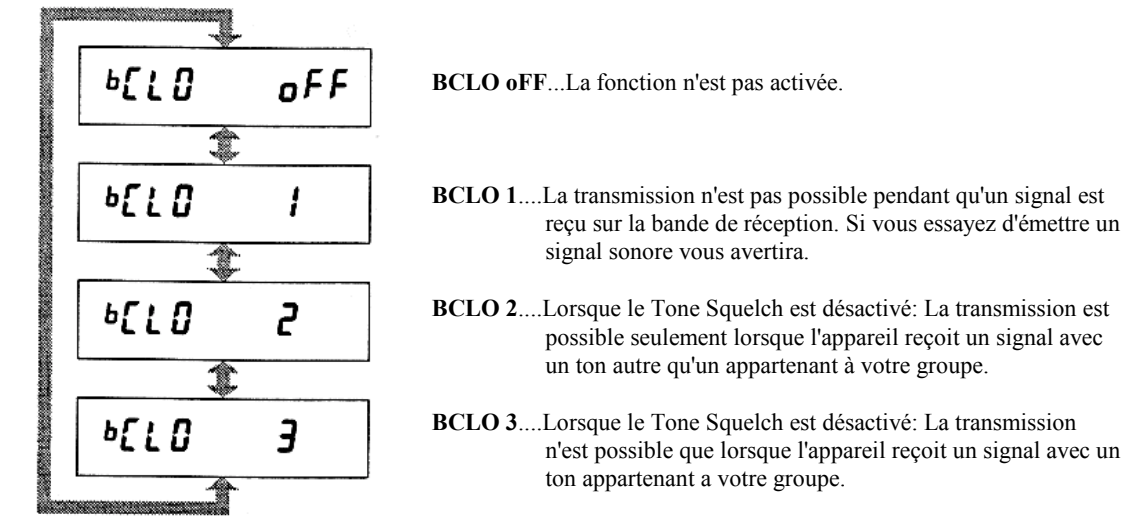 bCLO oFF
BCLO oFF...La fonction n'est pas activée.
bCLO 1
BCLO 1....La transmission n'est pas possible pendant qu'un signal est
reçu sur la bande de réception. Si vous essayez d'émettre un
signal sonore vous avertira.
bCLO 2
BCLO 2....Lorsque le Tone Squelch est désactivé: La transmission est
possible seulement lorsque l'appareil reçoit un signal avec
un ton autre qu'un appartenant à votre groupe.
bCLO 3
BCLO 3....Lorsque le Tone Squelch est désactivé: La transmission
n'est possible que lorsque l'appareil reçoit un signal avec un
ton appartenant a votre groupe.